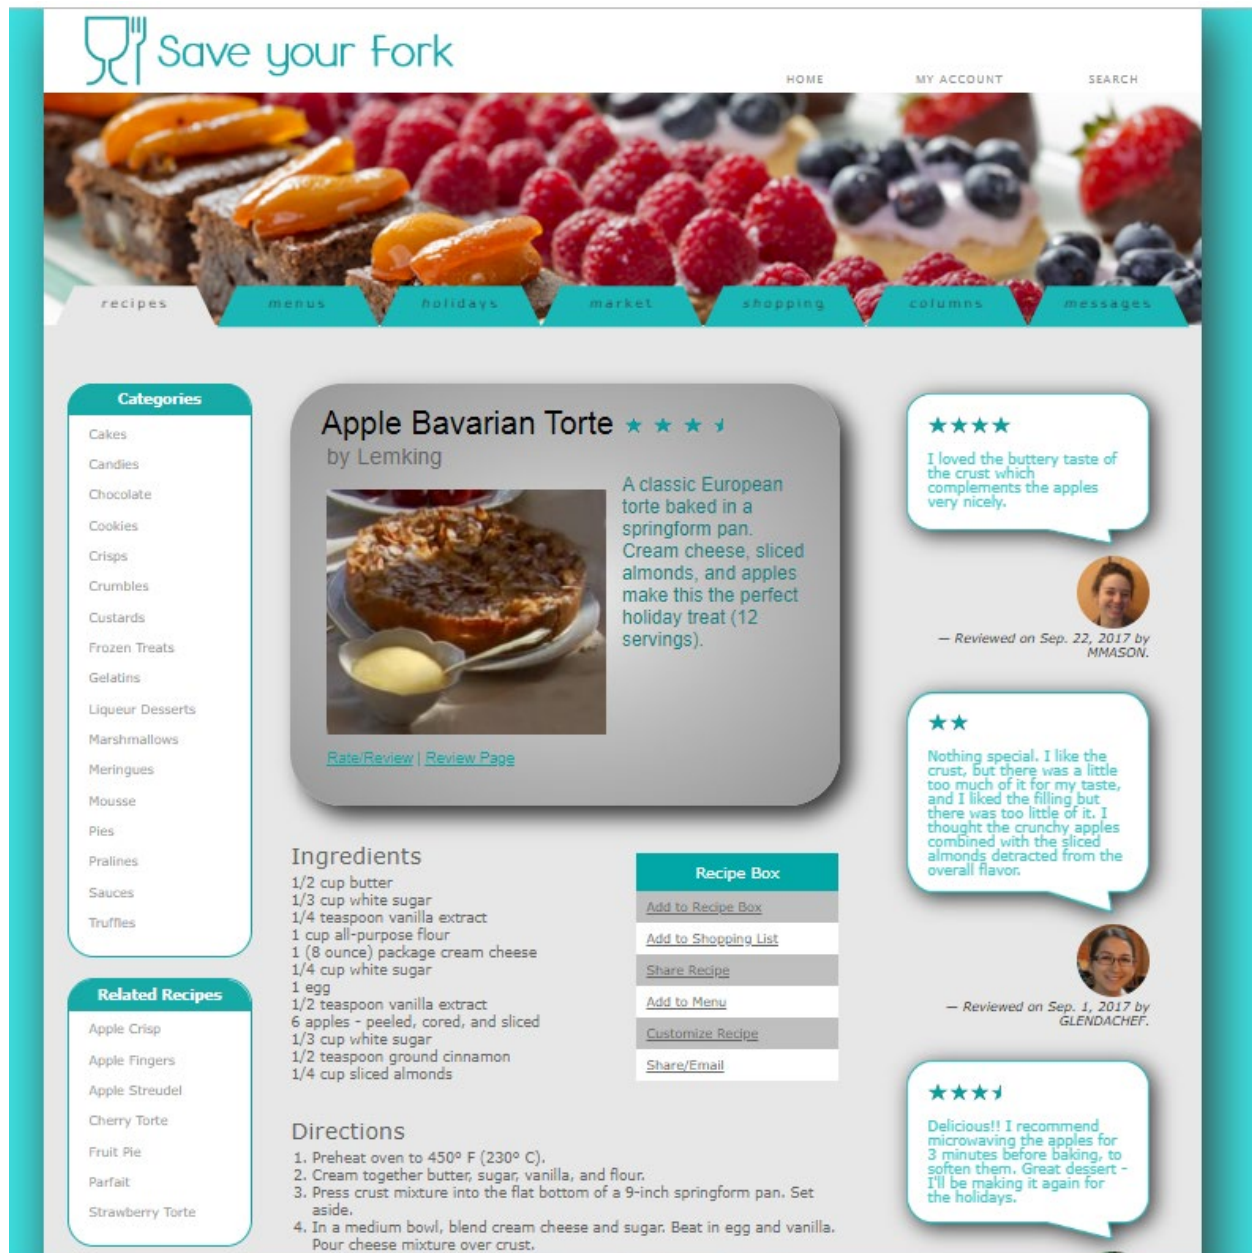 Save your Fork
HOME MY ACCOUNT SEARCH
recipes menus holidays market shopping columns messages
Categories
Cakes
Candies
Chocolate
Cookies
Crisps
Crumbles
Custards
Frozen Treats
Gelatins
Liqueur Desserts
Marshmallows
Meringues
Mousse
Pies
Pralines
Sauces
Truffles
Related Recipes
Apple Crisp
Apple Fingers
Apple Streudel
Cherry Torte
Fruit Pie
Parfait
Strawberry Torte
Apple Bavarian Torte ★ ★ ★
by Lemking
A classic European
torte baked in a
springform pan.
Cream cheese, sliced
almonds, and apples
make this the perfect
holiday treat (12
servings).
Rate/Review | Review Page
Ingredients
1/2 cup butter
1/3 cup white sugar
1/4 teaspoon vanilla extract
1 cup all-purpose flour
1 (8 ounce) package cream cheese
1/4 cup white sugar
1 egg
1/2 teaspoon vanilla extract
6 apples - peeled, cored, and sliced
1/3 cup white sugar
1/2 teaspoon ground cinnamon
1/4 cup sliced almonds
Recipe Box
Add to Recipe Box
Add to Shopping List
Share Recipe
Add to Menu
Customize Recipe
Share/Email
Directions
1. Preheat oven to 450º F (230º C).
2. Cream together butter, sugar, vanilla, and flour.
3. Press crust mixture into the flat bottom of a 9-inch springform pan. Set
aside.
4. In a medium bowl, blend cream cheese and sugar. Beat in egg and vanilla.
Pour cheese mixture over crust.
★★★★
I loved the buttery taste of
the crust which
complements the apples
very nicely.
— Reviewed on Sep. 22, 2017 by
MMASON.
★★
Nothing special. I like the
crust, but there was a little
too much of it for my taste,
and I liked the filling but
there was too little of it. I
thought the crunchy apples
combined with the sliced
almonds detracted from the
overall flavor.
— Reviewed on Sep. 1, 2017 by
GLENDACHEF.
★★★
Delicious!! I recommend
microwaving the apples for
3 minutes before baking, to
soften them. Great dessert -
I'll be making it again for
the holidays.